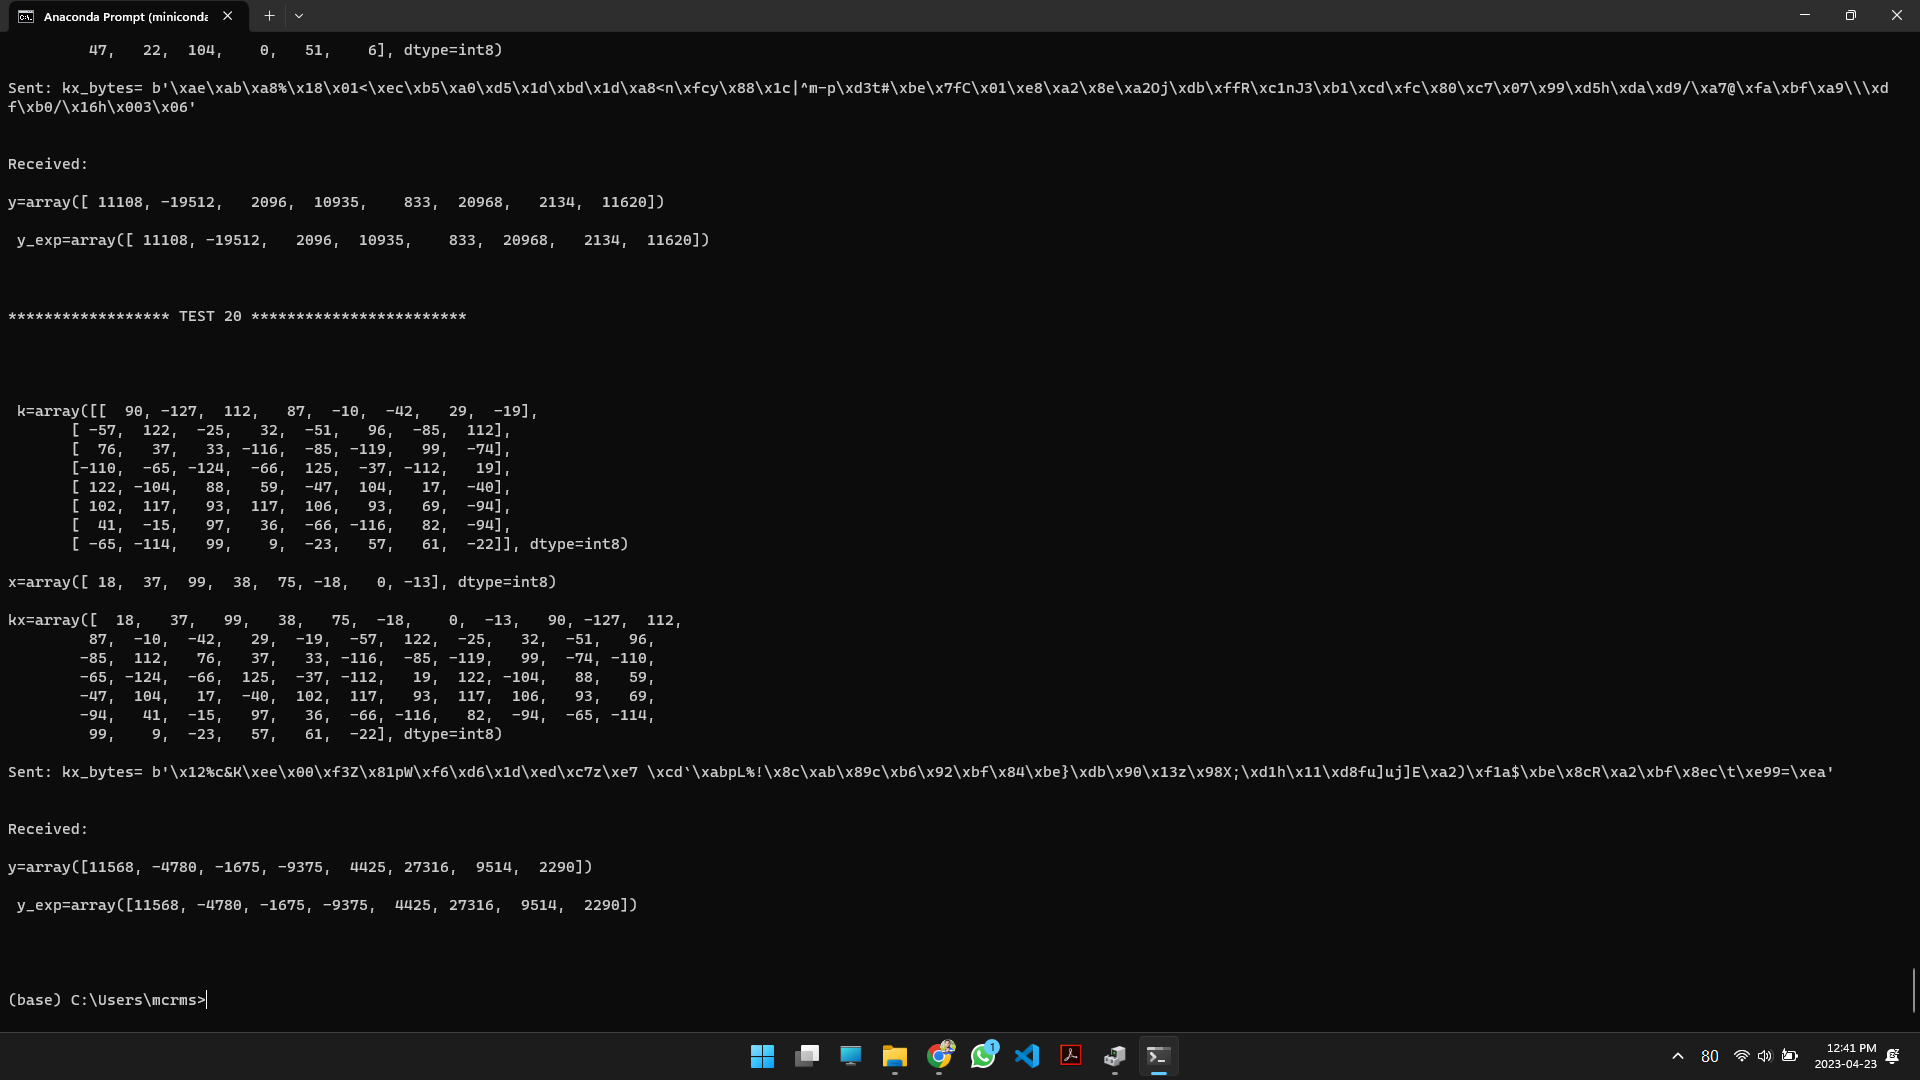 Anaconda Prompt (miniconda
47, 22, 104, 0, 51, 6], dtype=int8)
Sent: kx_bytes= b'\xae\xab\xa8%\x18\x01<\xec\xb5\xa0\xd5\x1d\xbd\x1d\xa8<n\xfcy\x88\x1c|^m-p\xd3t#\xbe\x7fC\x01\xe8\xa2\x8e\xa2Oj\xdb\xffR\xc1nJ3\xb1\xcd\xfc\x80\xc7\x07\x99\xd5h\xda\xd9/\xa7@\xfa\xbf\xa9\\\xd
f\xb0/\x16h\x003\x06'
Received:
y=array([ 11108, -19512, 2096, 10935, 833, 20968, 2134, 11620])
y_exp=array([ 11108, -19512, 2096, 10935, 833, 20968, 2134, 11620])
****************** TEST 20 ************************
k=array([[ 90, -127, 112, 87, -10, -42, 29, -19],
[ -57, 122, -25, 32, -51, 96, -85, 112],
[ 76, 37, 33, -116, -85, -119, 99, -74],
[-110, -65, -124, -66, 125, -37, -112, 19],
[ 122, -104, 88, 59, -47, 104, 17, -40],
[ 102, 117, 93, 117, 106, 93, 69, -94],
[ 41, -15, 97, 36, -66, -116, 82, -94],
[ -65, -114, 99, 9, -23, 57, 61, -22]], dtype=int8)
x=array([ 18, 37, 99, 38, 75, -18, 0, -13], dtype=int8)
kx=array([ 18, 37, 99, 38, 75, -18, 0, -13, 90, -127, 112,
87, -10, -42, 29, -19, -57, 122, -25, 32, -51, 96,
-85, 112, 76, 37, 33, -116, -85, -119, 99, -74, -110,
-65, -124, -66, 125, -37, -112, 19, 122, -104, 88, 59,
-47, 104, 17, -40, 102, 117, 93, 117, 106, 93, 69,
-94, 41, -15, 97, 36, -66, -116, 82, -94, -65, -114,
99, 9, -23, 57, 61, -22], dtype=int8)
Sent: kx_bytes= b'\x12%c&K\xee\x00\xf3Z\x81pW\xf6\xd6\x1d\xed\xc7z\xe7 \xcd`\xabpL%!\x8c\xab\x89c\xb6\x92\xbf\x84\xbe}\xdb\x90\x13z\x98X;\xd1h\x11\xd8fu]uj]E\xa2)\xf1a$\xbe\x8cR\xa2\xbf\x8ec\t\xe99=\xea'
Received:
y=array([11568, -4780, -1675, -9375, 4425, 27316, 9514, 2290])
y_exp=array([11568, -4780, -1675, -9375, 4425, 27316, 9514, 2290])
(base) C:\Users\mcrms>
1
80
12:41 PM
2023-04-23